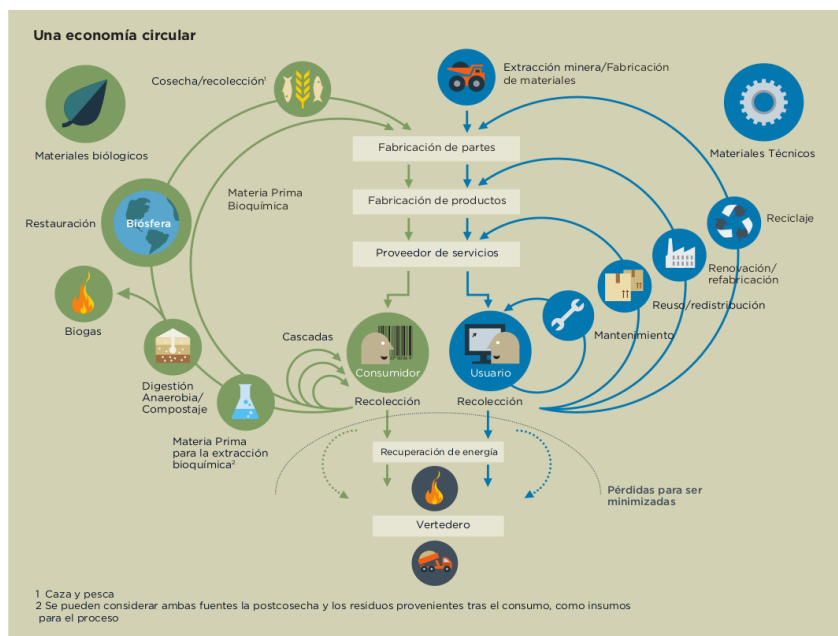 Una economía circular
Cosecha/recolección¹
Extracción minera/Fabricación
de materiales
Materiales biólogicos
Materiales Técnicos
Fabricación de partes
Materia Prima
Bioquímica
Fabricación de productos
Restauración
Biósfera
Reciclaje
Proveedor de servicios
Renovación/
refabricación
Biogas
Reuso/redistribución
Cascadas
Mantenimiento
Consumidor
Usuario
Digestión
Anaerobia/
Compostaje
Recolección
Recolección
Materia Prima
para la extracción
bioquímica²
Recuperación de energía
Pérdidas para ser
minimizadas
Vertedero
1 Caza y pesca
2 Se pueden considerar ambas fuentes la postcosecha y los residuos provenientes tras el consumo, como insumos
para el proceso